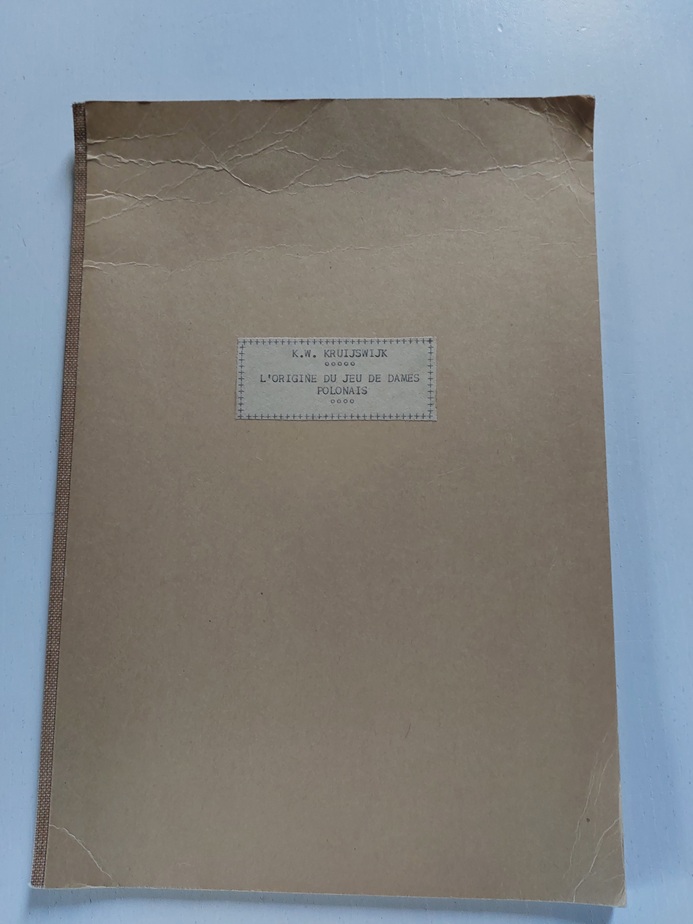 K.W. KRUIJSWIJK
L'ORIGINE DU JEU DE DAMES
POLONAIS